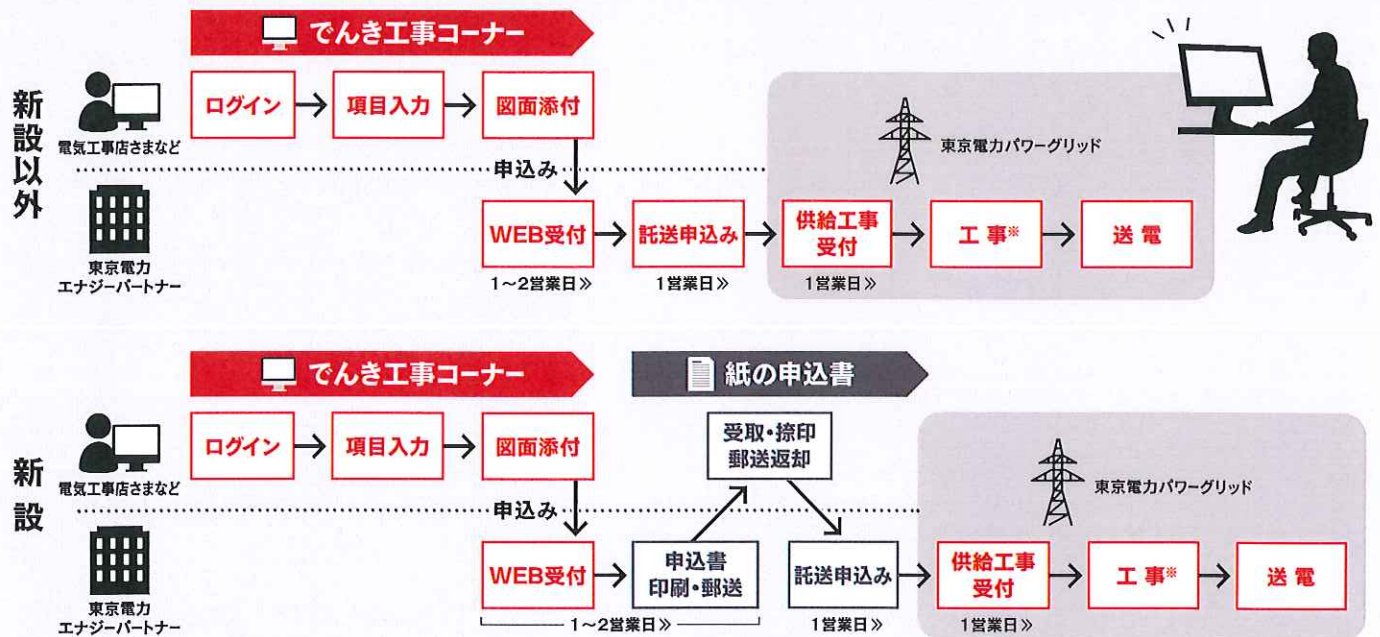 でんき工事コーナー
新設以外
電気工事店さまなど
ログイン
項目入力
図面添付
申込み
東京電力パワーグリッド
東京電力
エナジーパートナー
WEB受付
託送申込み
供給工事
受付
工事※
送電
1〜2営業日≫
1営業日≫
1営業日≫
でんき工事コーナー
紙の申込書
新設
電気工事店さまなど
ログイン
項目入力
図面添付
受取・捺印
郵送返却
申込み
東京電力パワーグリッド
東京電力
エナジーパートナー
WEB受付
申込書
印刷・郵送
託送申込み
供給工事
受付
工事※
送電
1〜2営業日≫
1営業日≫
1営業日≫